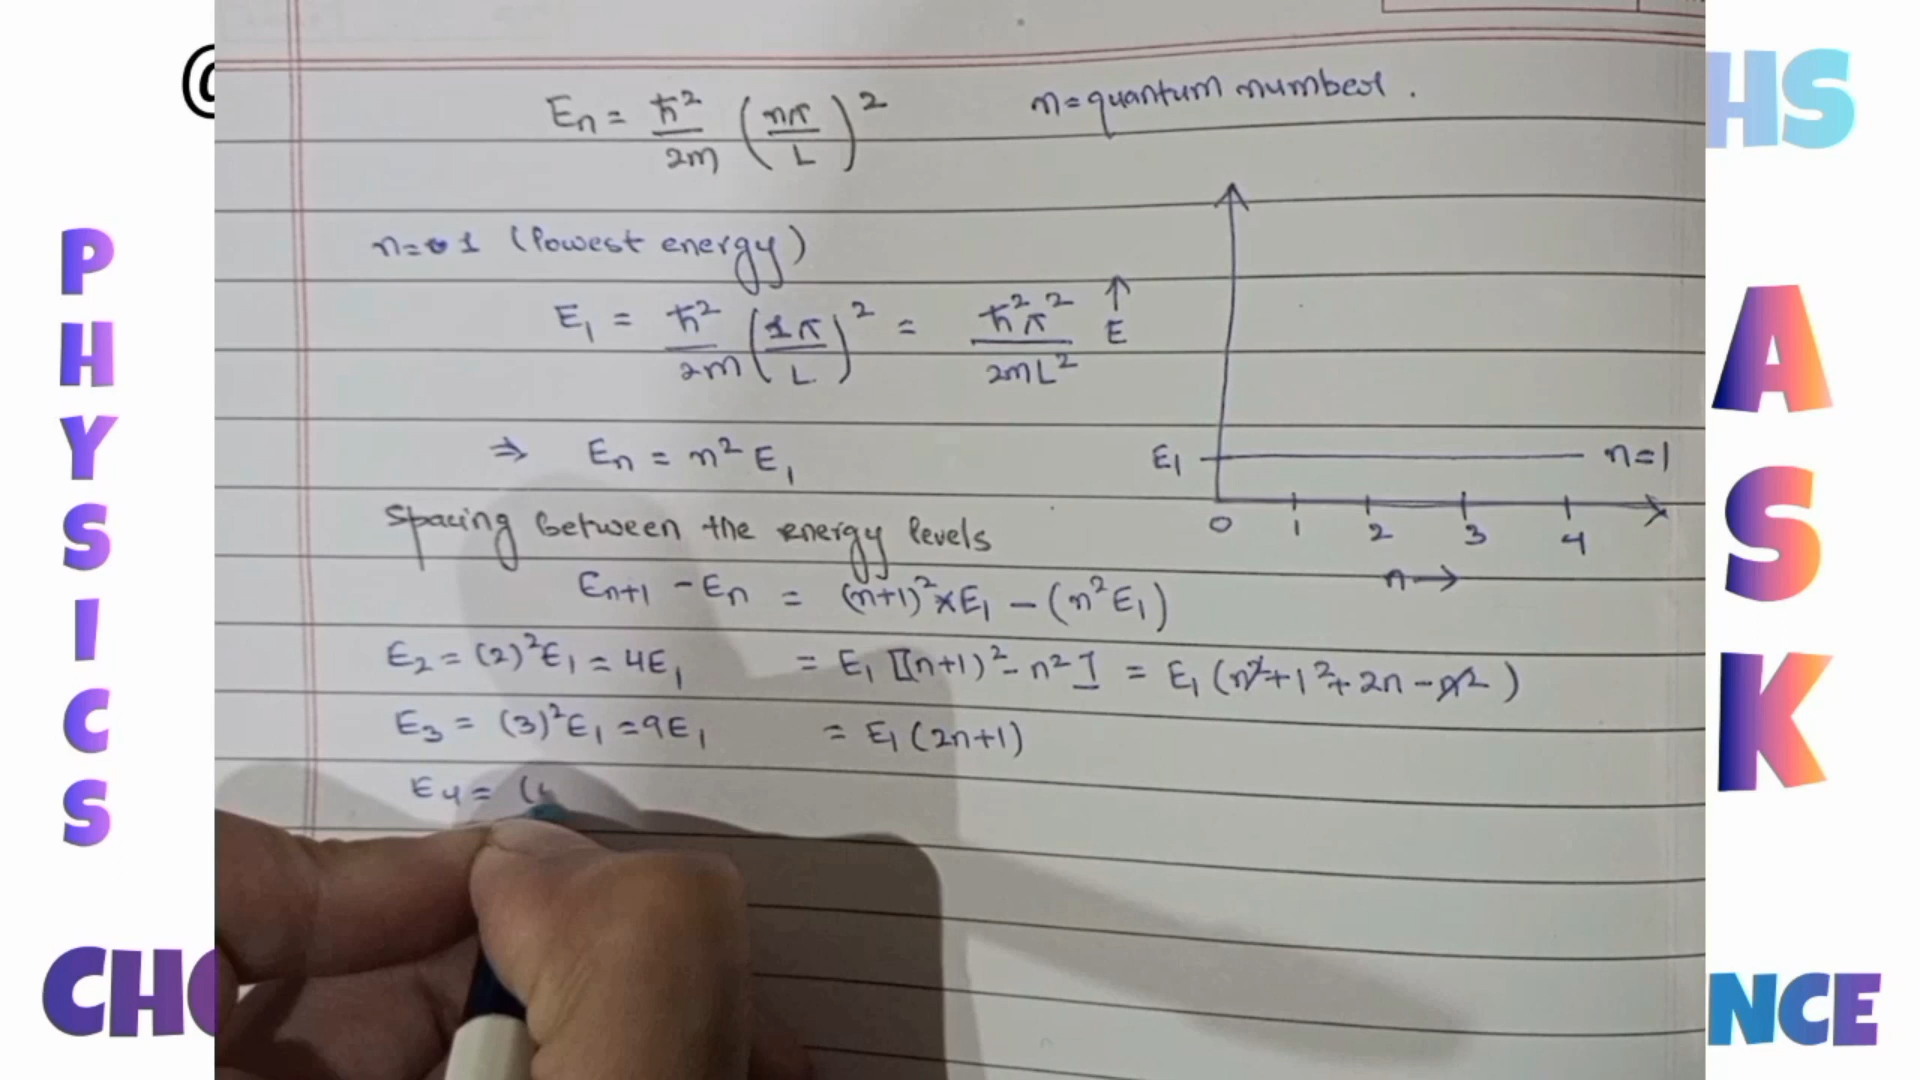 @
HS
PHYSICS
ASK
CHO
NCE
Eₙ = ħ²/2m (nπ/L)²
n = quantum number.
n = 1 (lowest energy)
E₁ = ħ²/2m (1π/L)² = ħ²π²/2mL²
⇒ Eₙ = n² E₁
Spacing between the energy levels
Eₙ₊₁ - Eₙ = (n+1)² × E₁ - (n² E₁)
E₂ = (2)² E₁ = 4E₁
= E₁ [(n+1)² - n²] = E₁ (n² + 1² + 2n - n²)
E₃ = (3)² E₁ = 9E₁
= E₁ (2n+1)
E₄ = (
↑
E
E₁
n=1
0 1 2 3 4
n →